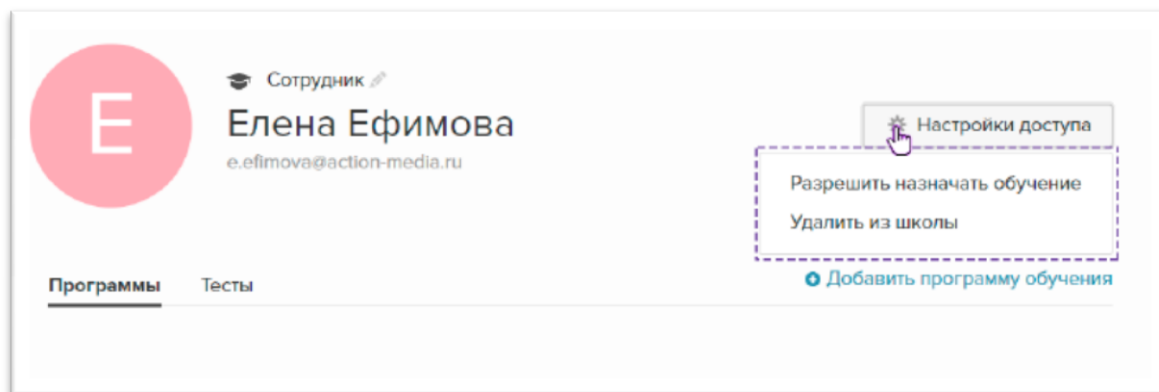 E
Сотрудник
Елена Ефимова
e.efimova@action-media.ru
Настройки доступа
Разрешить назначать обучение
Удалить из школы
Программы Тесты
Добавить программу обучения